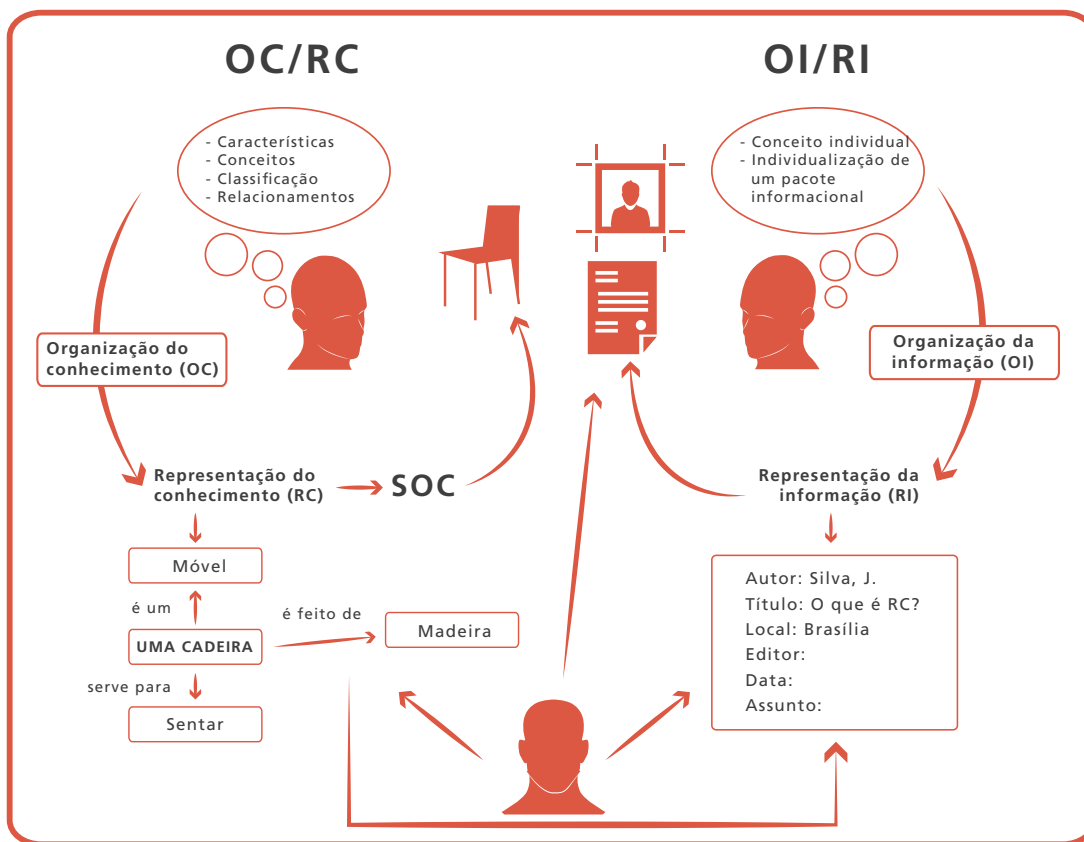 OC/RC
- Características
- Conceitos
- Classificação
- Relacionamentos
Organização do
conhecimento (OC)
Representação do
conhecimento (RC)
SOC
Móvel
é um
UMA CADEIRA
é feito de
Madeira
serve para
Sentar
OI/RI
- Conceito individual
- Individualização de
um pacote
informacional
Organização da
informação (OI)
Representação da
informação (RI)
Autor: Silva, J.
Título: O que é RC?
Local: Brasília
Editor:
Data:
Assunto: